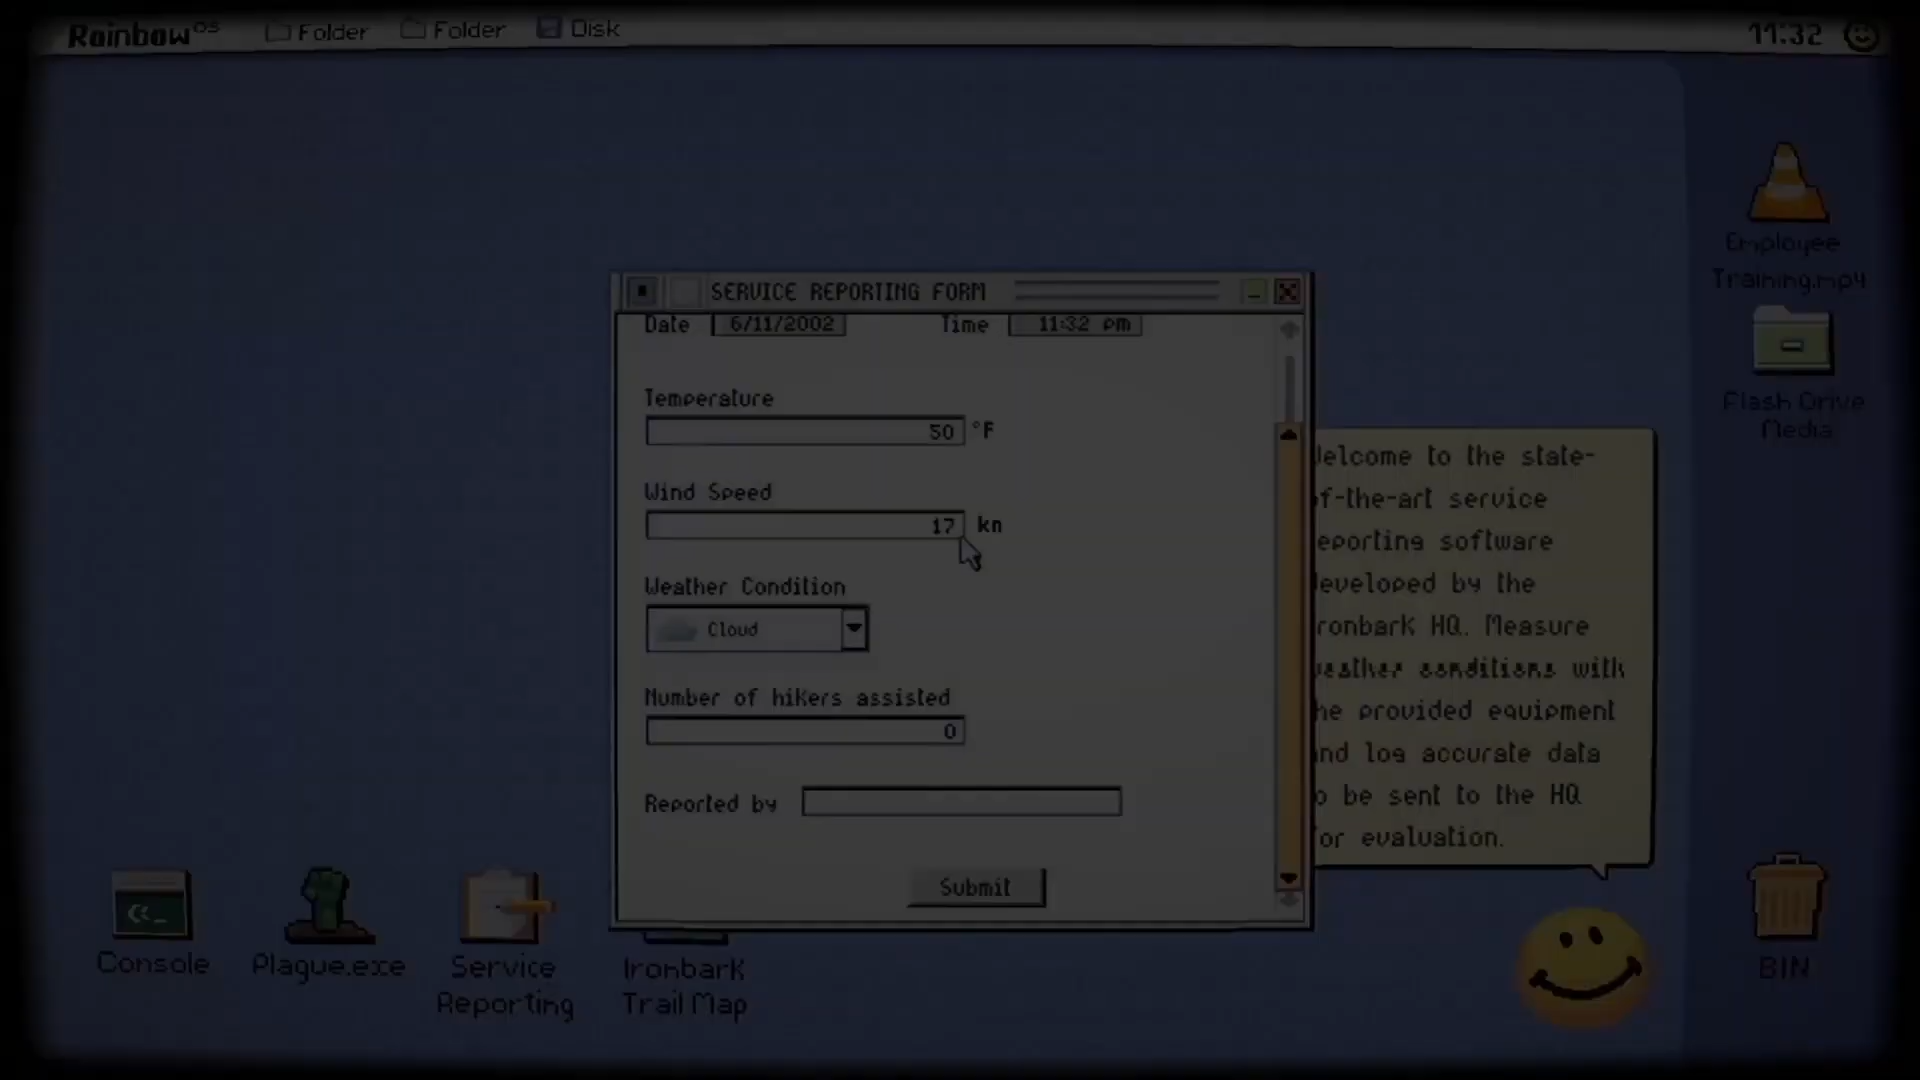 RainbowOS Folder Folder Disk 11:32
Employee
Training.mp4
Flash Drive
Media
SERVICE REPORTING FORM
Date 6/11/2002 Time 11:32 pm
Temperature
50 °F
Wind Speed
17 kn
Weather Condition
Cloud
Number of hikers assisted
0
Reported by
Submit
elcome to the state-
f-the-art service
eporting software
eveloped by the
ronbark HQ. Measure
eather conditions with
he provided equipment
nd log accurate data
o be sent to the HQ
or evaluation.
Console
Plague.exe
Service
Reporting
Ironbark
Trail Map
BIN